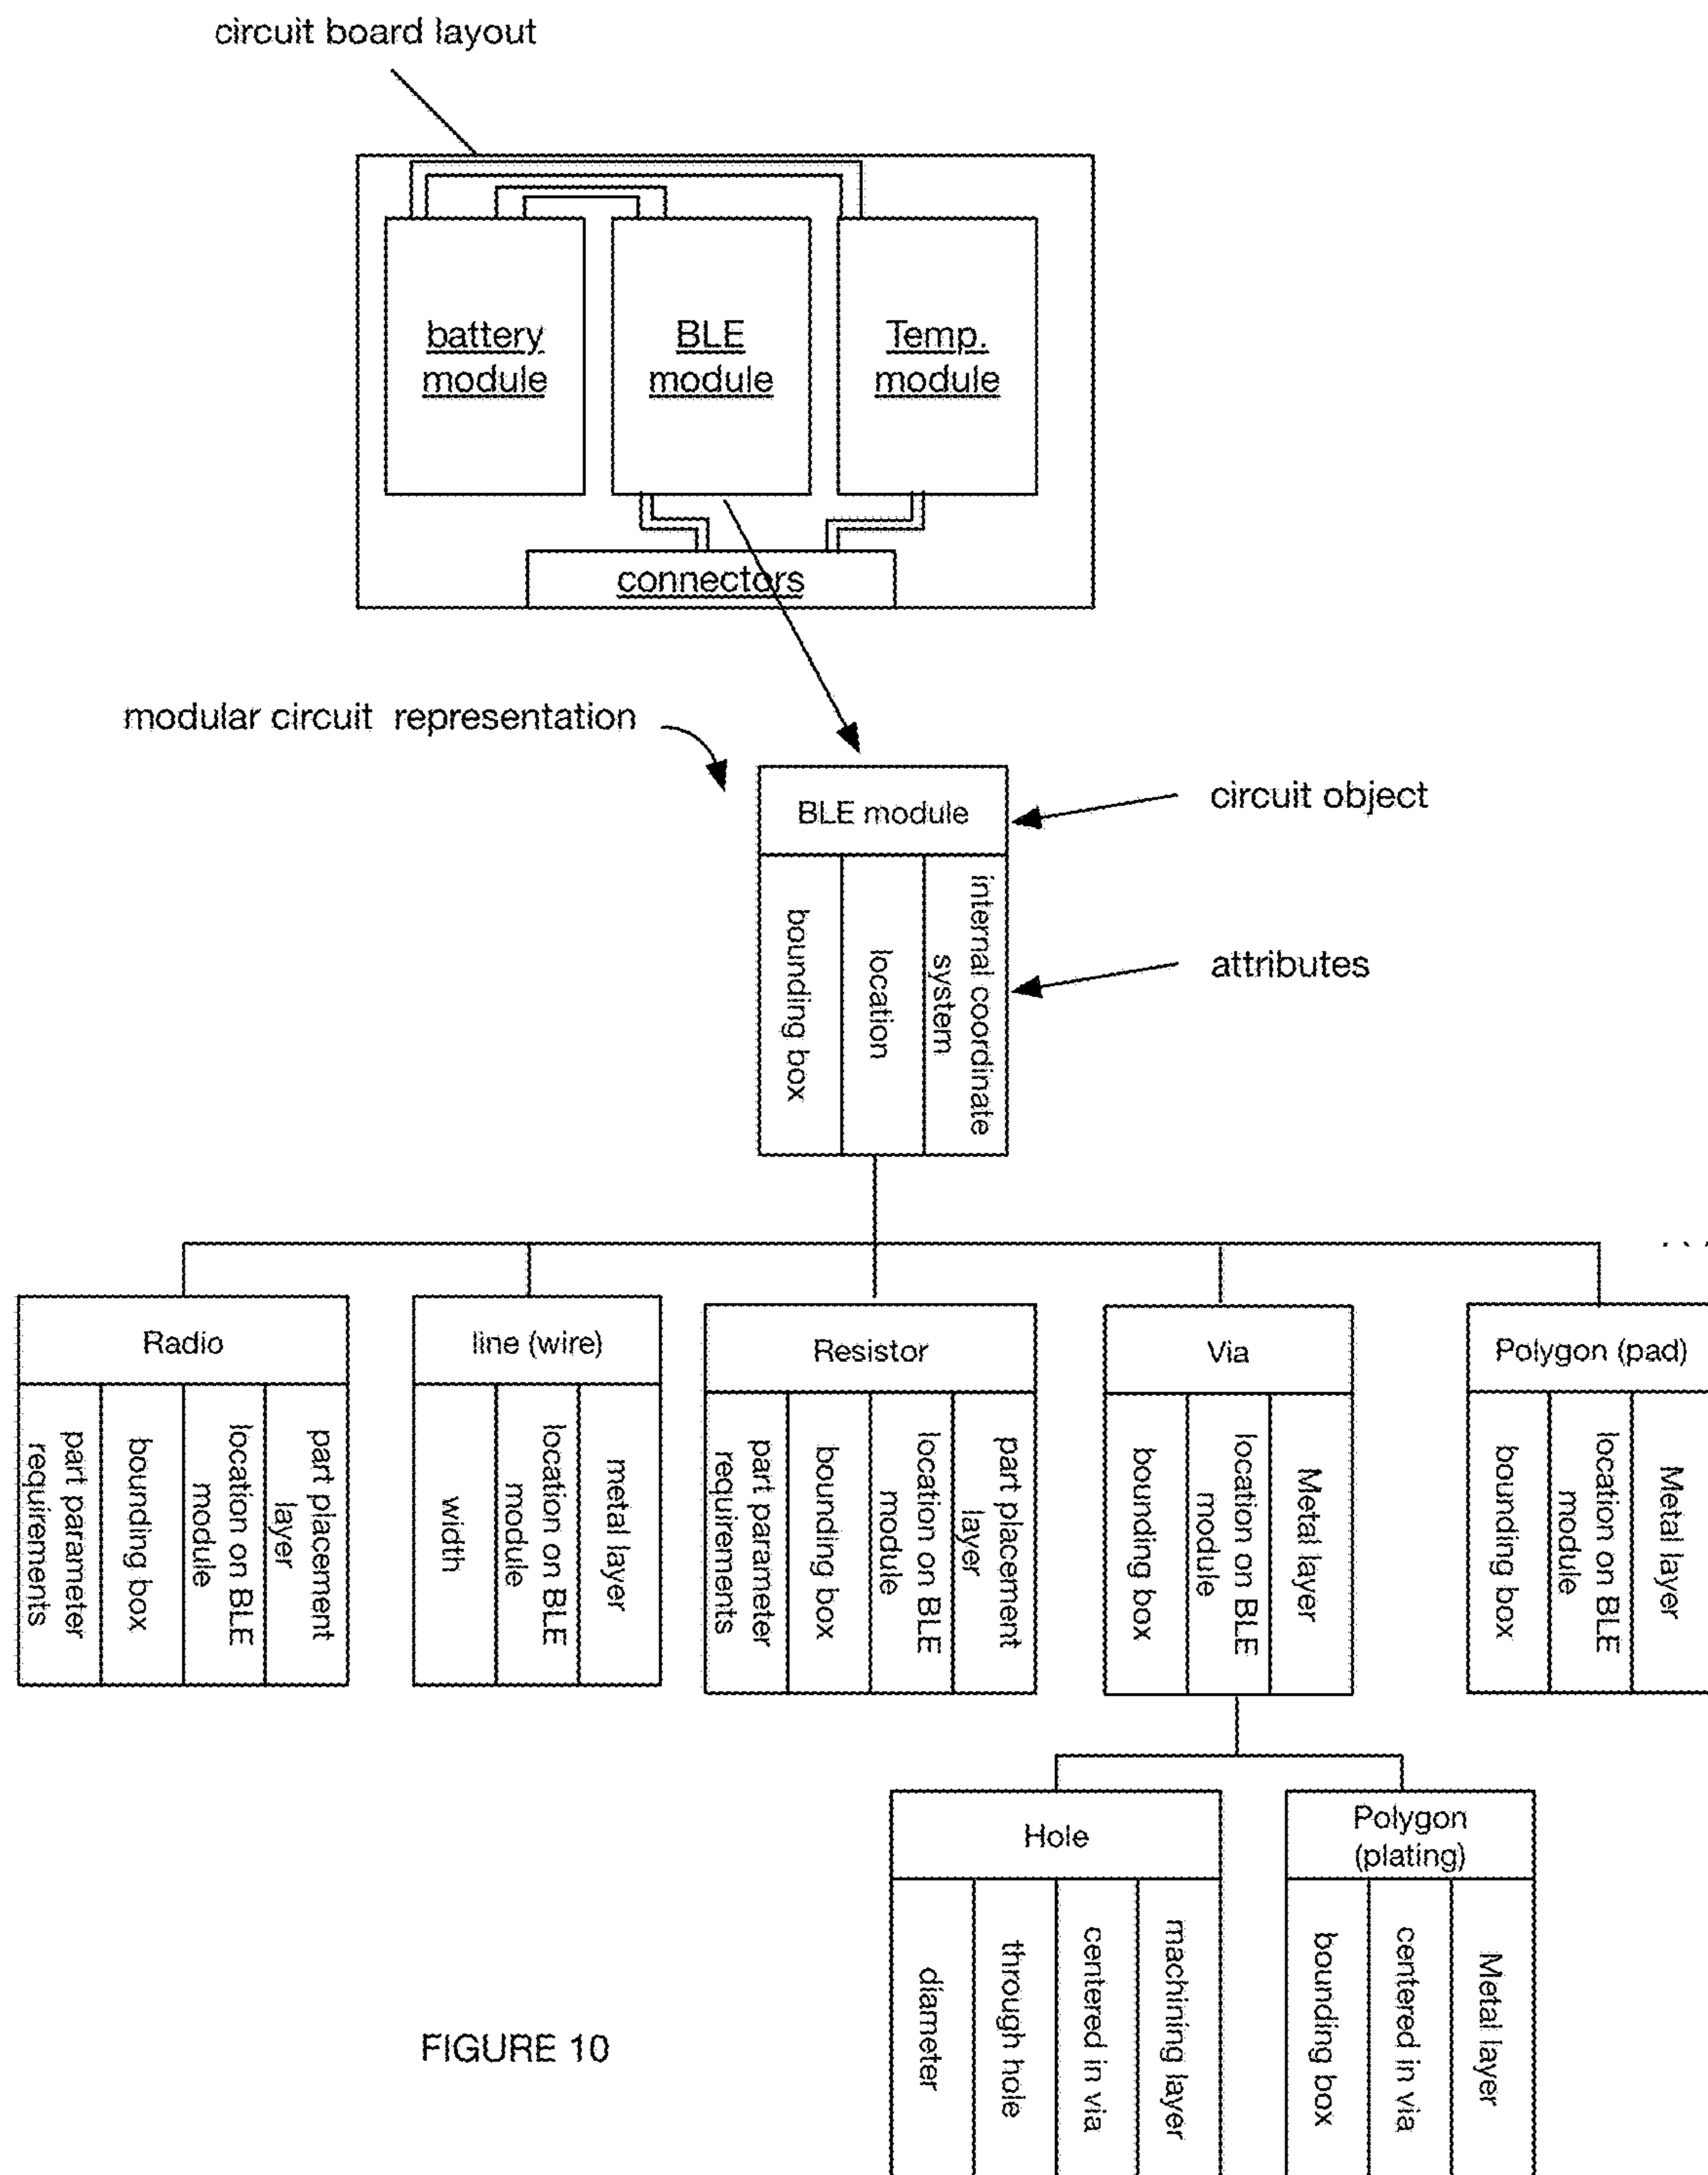 circuit board layout
battery
module
BLE
module
Temp.
module
connectors
modular circuit representation
BLE module
circuit object
bounding box
location
internal coordinate
system
attributes
Radio
part parameter
requirements
bounding box
location on BLE
module
part placement
layer
line (wire)
width
location on BLE
module
metal layer
Resistor
part parameter
requirements
bounding box
location on BLE
module
part placement
layer
Via
bounding box
location on BLE
module
Metal layer
Polygon (pad)
bounding box
location on BLE
module
Metal layer
Hole
diameter
through hole
centered in via
machining layer
Polygon
(plating)
bounding box
centered in via
Metal layer
FIGURE 10